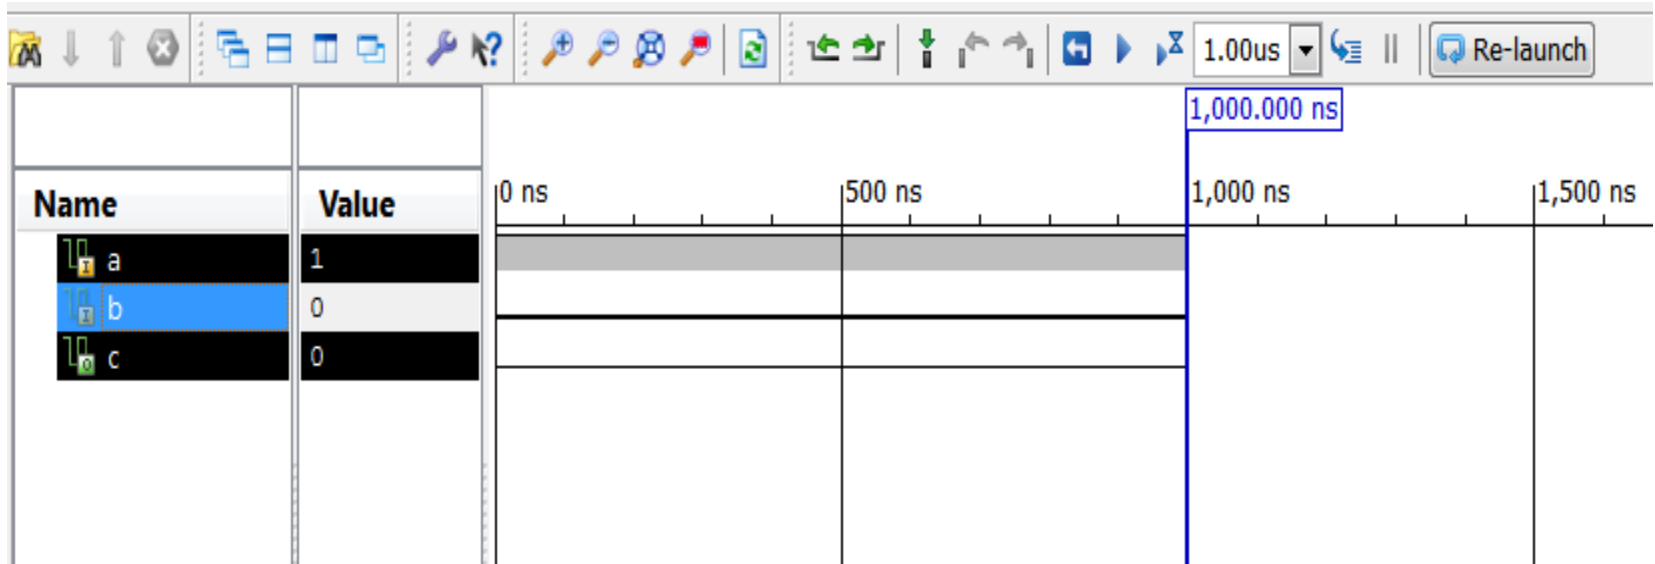 1.00us Re-launch
1,000.000 ns
Name Value 0 ns 500 ns 1,000 ns 1,500 ns
a 1
b 0
c 0